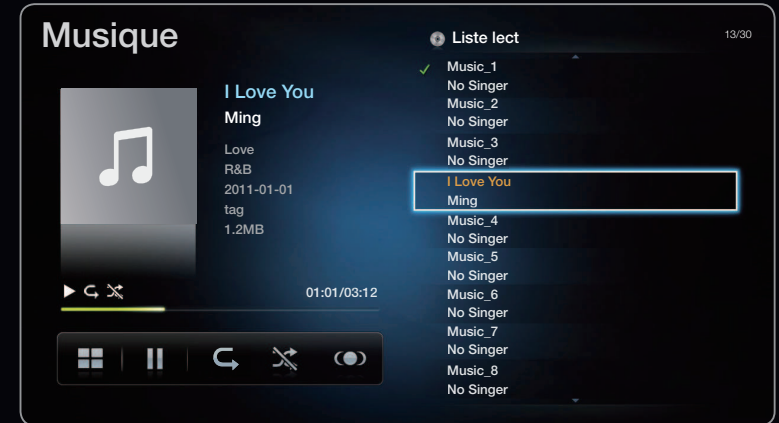 Musique
I Love You
Ming
Love
R&B
2011-01-01
tag
1.2MB
01:01/03:12
Liste lect
13/30
Music_1
No Singer
Music_2
No Singer
Music_3
No Singer
I Love You
Ming
Music_4
No Singer
Music_5
No Singer
Music_6
No Singer
Music_7
No Singer
Music_8
No Singer